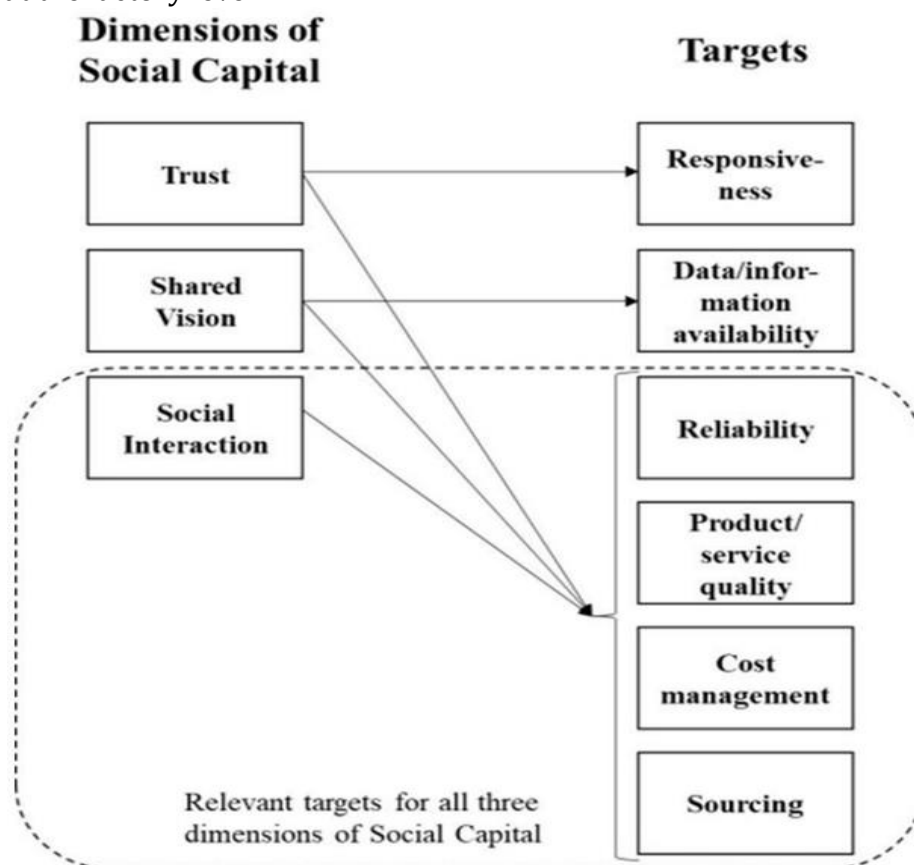 Dimensions of
Social Capital
Targets
Trust
Responsive-
ness
Shared
Vision
Data/infor-
mation
availability
Social
Interaction
Reliability
Product/
service
quality
Cost
management
Sourcing
Relevant targets for all three
dimensions of Social Capital